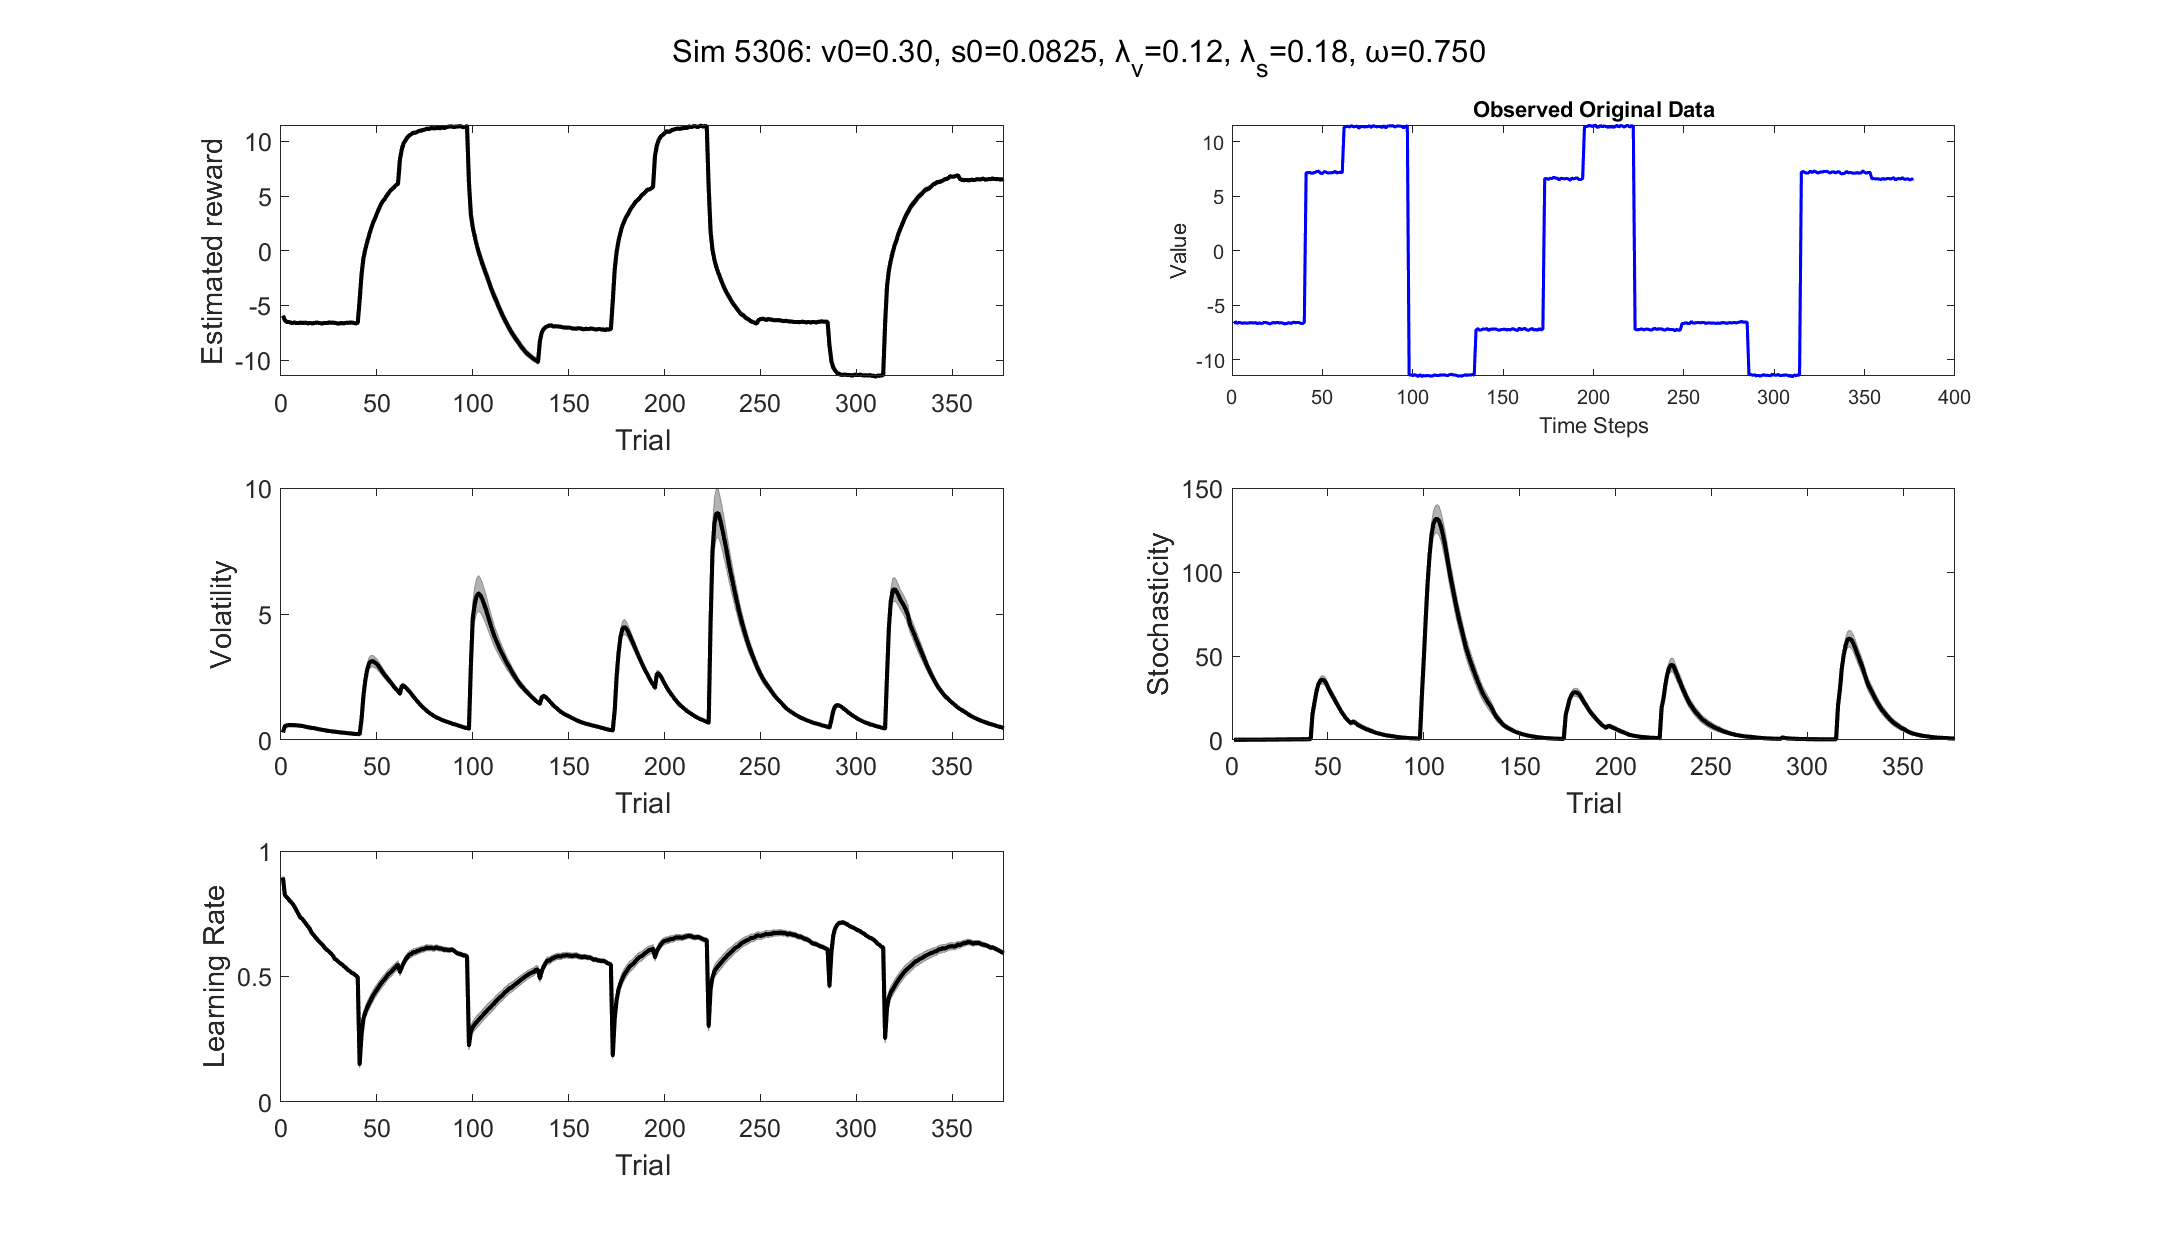 Sim 5306: v0=0.30, s0=0.0825, λv=0.12, λs=0.18, ω=0.750
Estimated reward
10
5
0
-5
-10
0 50 100 150 200 250 300 350
Trial
Observed Original Data
Value
10
5
0
-5
-10
0 50 100 150 200 250 300 350 400
Time Steps
Volatility
10
5
0
0 50 100 150 200 250 300 350
Trial
Stochasticity
150
100
50
0
0 50 100 150 200 250 300 350
Trial
Learning Rate
1
0.5
0
0 50 100 150 200 250 300 350
Trial